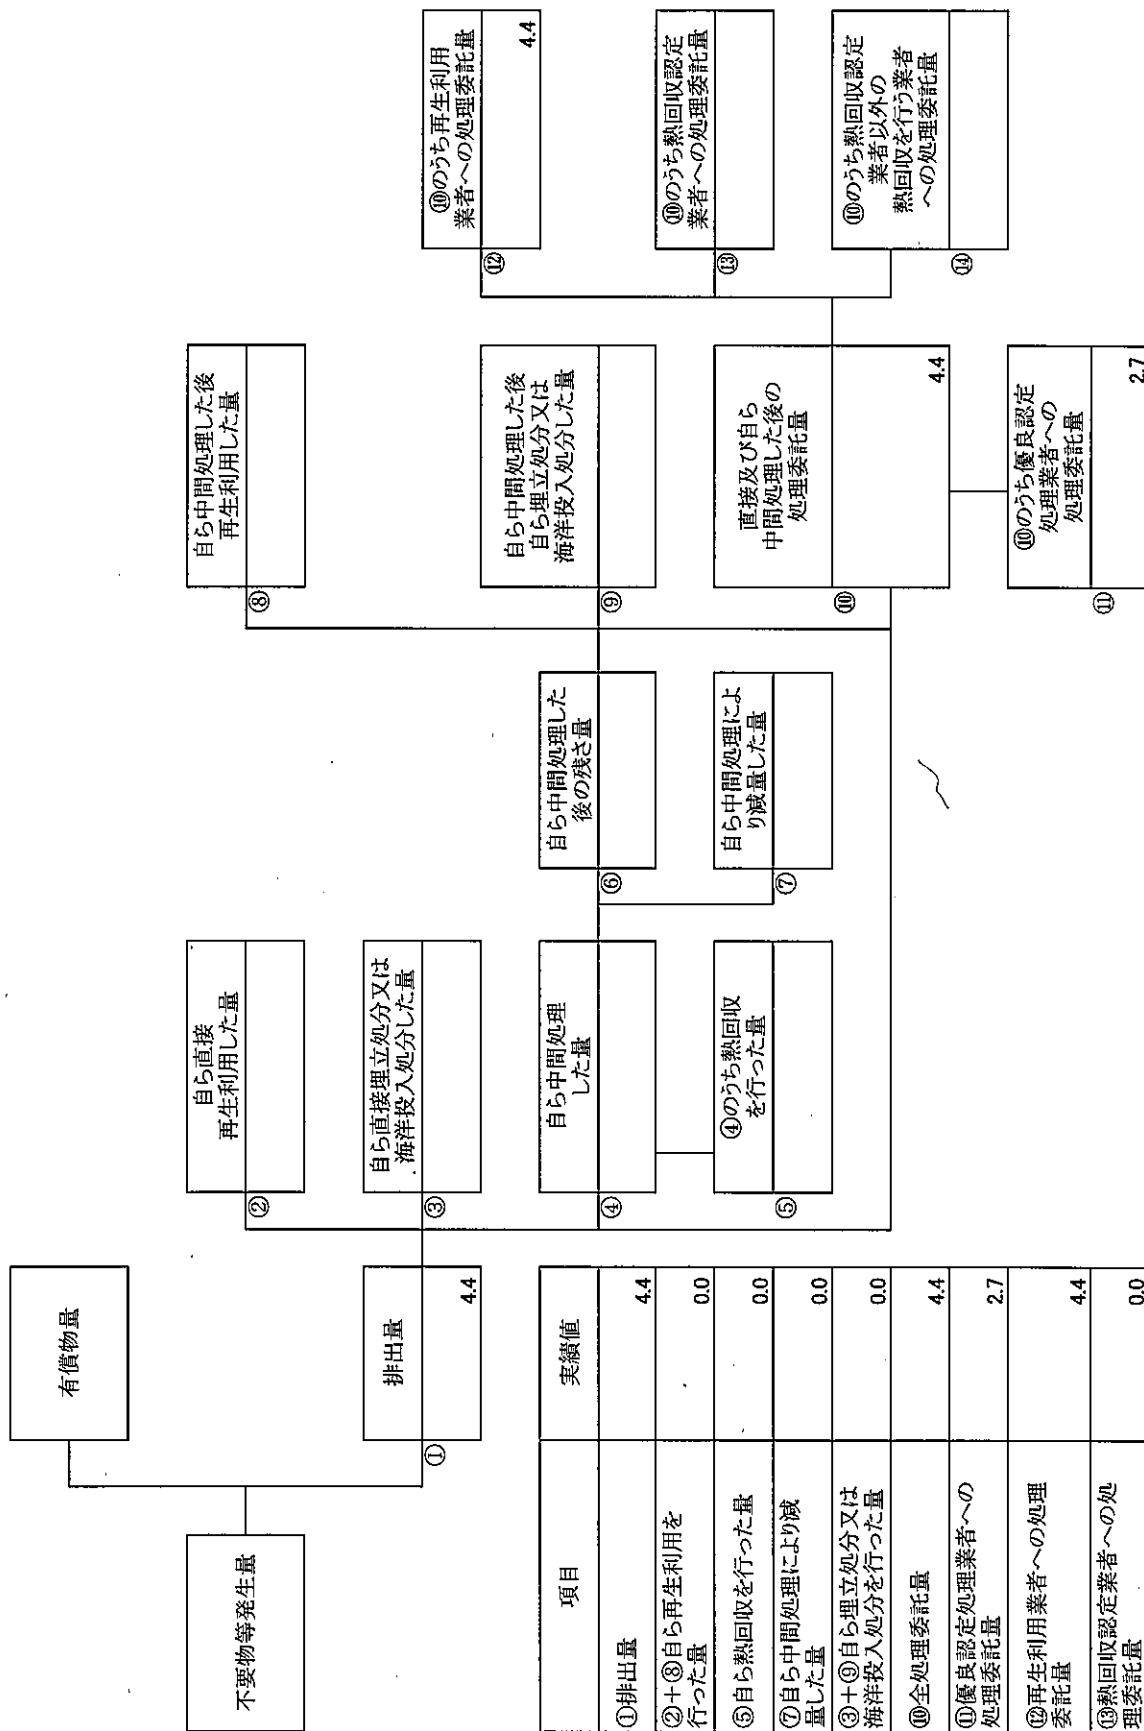 不要物等発生量
有償物量
①
排出量
4.4
②
自ら直接
再生利用した量
③
自ら直接埋立処分又は
海洋投入処分した量
④
自ら中間処理
した量
⑤
④のうち熱回収
を行った量
⑥
自ら中間処理した
後の残さ量
⑦
自ら中間処理によ
り減量した量
⑧
自ら中間処理した後
再生利用した量
⑨
自ら中間処理した後
自ら埋立処分又は
海洋投入処分した量
⑩
直接及び自ら
中間処理した後の
処理委託量
4.4
⑪
⑩のうち優良認定
処理業者への
処理委託量
2.7
⑫
⑩のうち再生利用
業者への処理委託量
4.4
⑬
⑩のうち熱回収認定
業者への処理委託量
⑭
⑩のうち熱回収認定
業者以外の
熱回収を行う業者
への処理委託量
項目 実績値
①排出量 4.4
②+⑧自ら再生利用を
行った量 0.0
⑤自ら熱回収を行った量 0.0
⑦自ら中間処理により減
量した量 0.0
③+⑨自ら埋立処分又は
海洋投入処分を行った量 0.0
⑩全処理委託量 4.4
⑪優良認定処理業者への
処理委託量 2.7
⑫再生利用業者への処理
委託量 4.4
⑬熱回収認定業者への処
理委託量 0.0